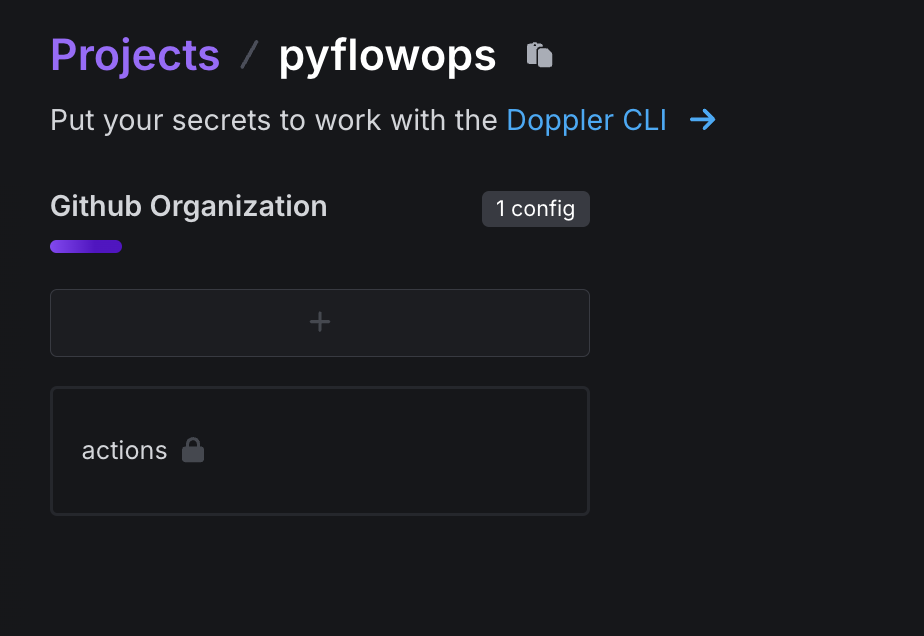 Projects / pyflowops
Put your secrets to work with the Doppler CLI →
Github Organization
1 config
+
actions